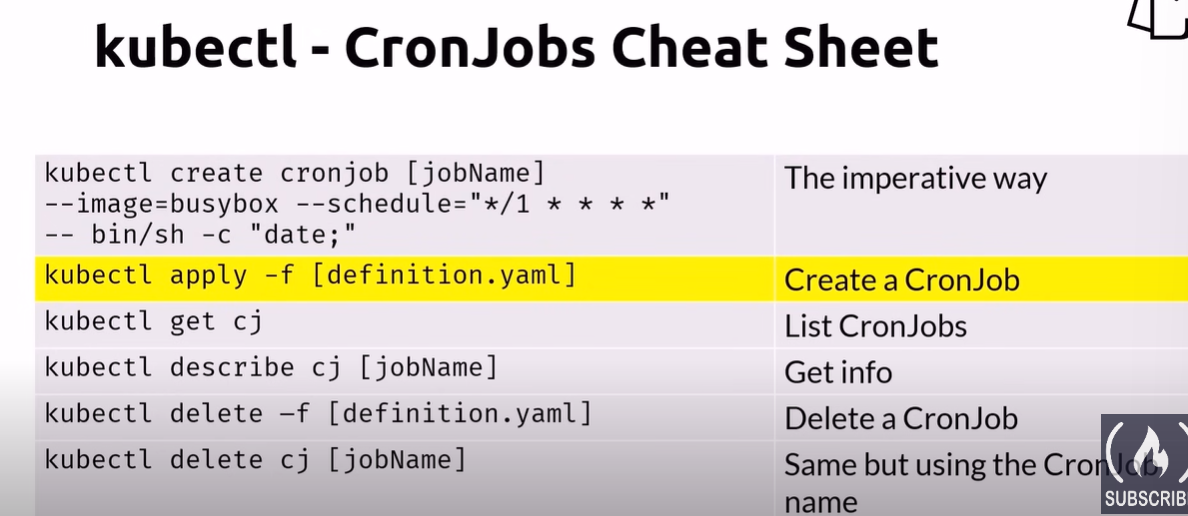 kubectl - CronJobs Cheat Sheet
kubectl create cronjob [jobName]
--image=busybox --schedule="*/1 * * * *"
-- bin/sh -c "date;"
The imperative way
kubectl apply -f [definition.yaml]
Create a CronJob
kubectl get cj
List CronJobs
kubectl describe cj [jobName]
Get info
kubectl delete –f [definition.yaml]
Delete a CronJob
kubectl delete cj [jobName]
Same but using the CronJob
name
SUBSCRIB